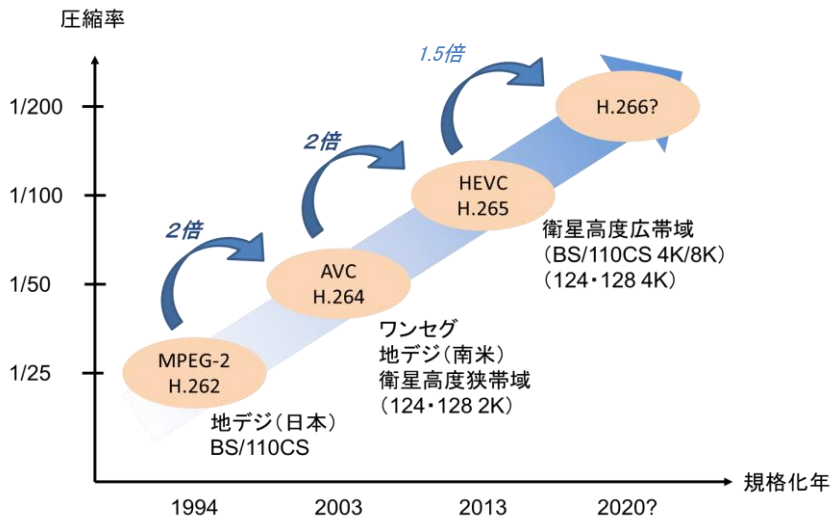 圧縮率
1/200
1/100
1/50
1/25
2倍
2倍
1.5倍
MPEG-2
H.262
地デジ（日本）
BS/110CS
AVC
H.264
ワンセグ
地デジ（南米）
衛星高度狭帯域
（124・128 2K）
HEVC
H.265
衛星高度広帯域
（BS/110CS 4K/8K）
（124・128 4K）
H.266?
1994
2003
2013
2020?
規格化年